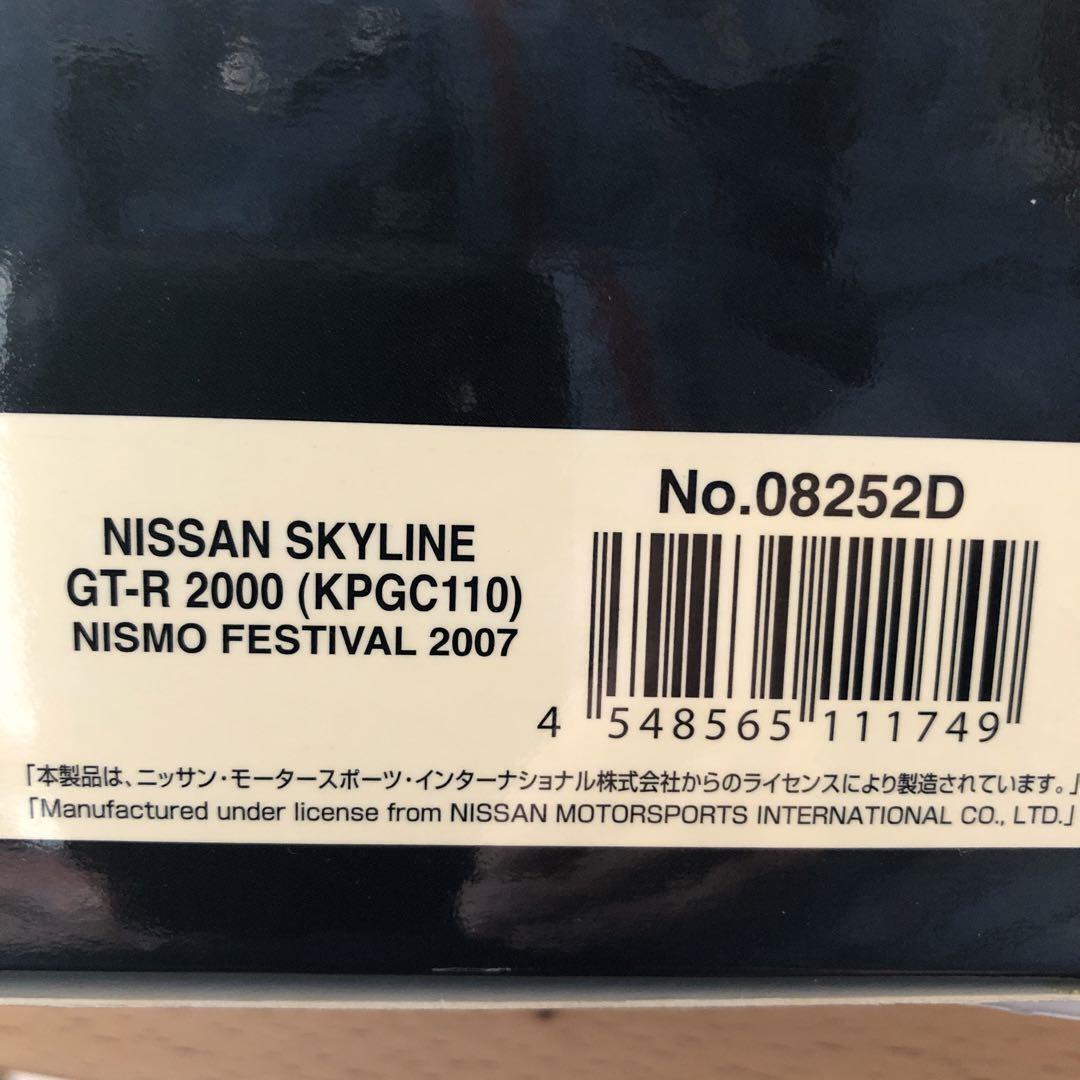 No.08252D
NISSAN SKYLINE
GT-R 2000 (KPGC110)
NISMO FESTIVAL 2007
4 548565 111749
「本製品は、ニッサン・モータースポーツ・インターナショナル株式会社からのライセンスにより製造されています。」
「Manufactured under license from NISSAN MOTORSPORTS INTERNATIONAL CO., LTD.」